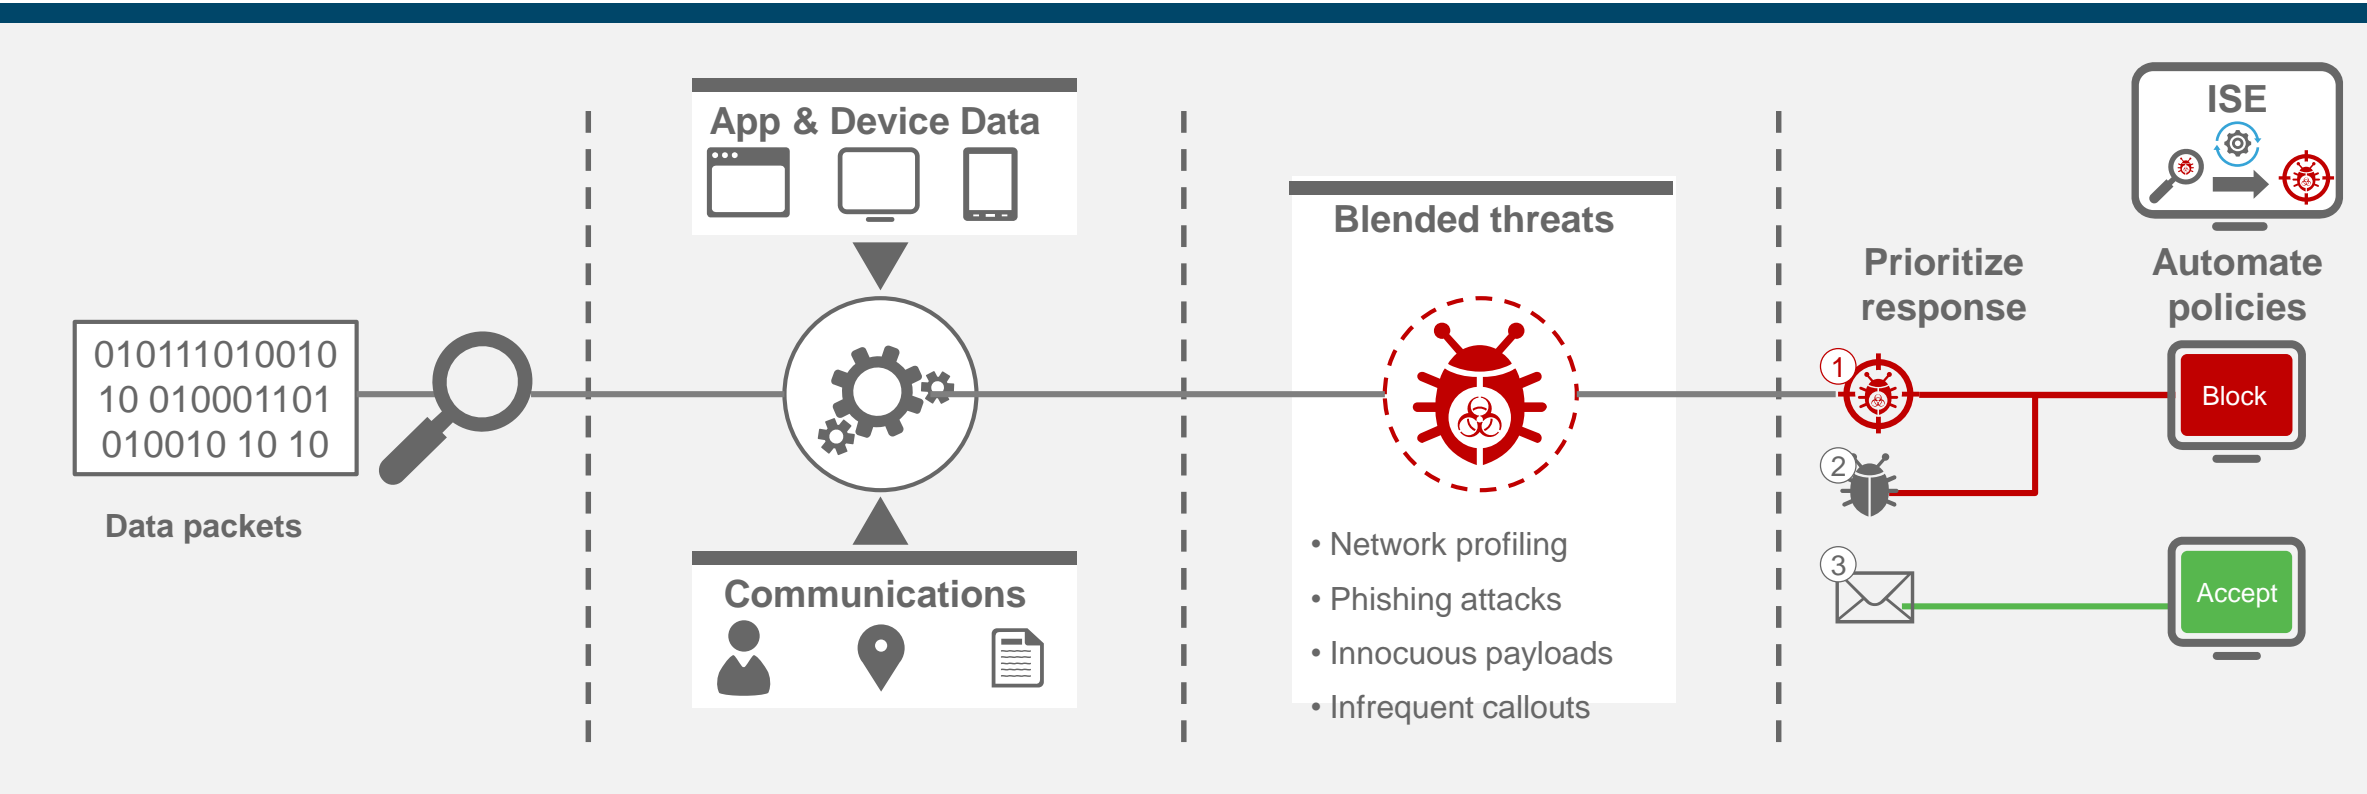 010111010010
10 010001101
010010 10 10
Data packets
App & Device Data
Communications
Blended threats
• Network profiling
• Phishing attacks
• Innocuous payloads
• Infrequent callouts
Prioritize
response
1
2
3
ISE
Automate
policies
Block
Accept